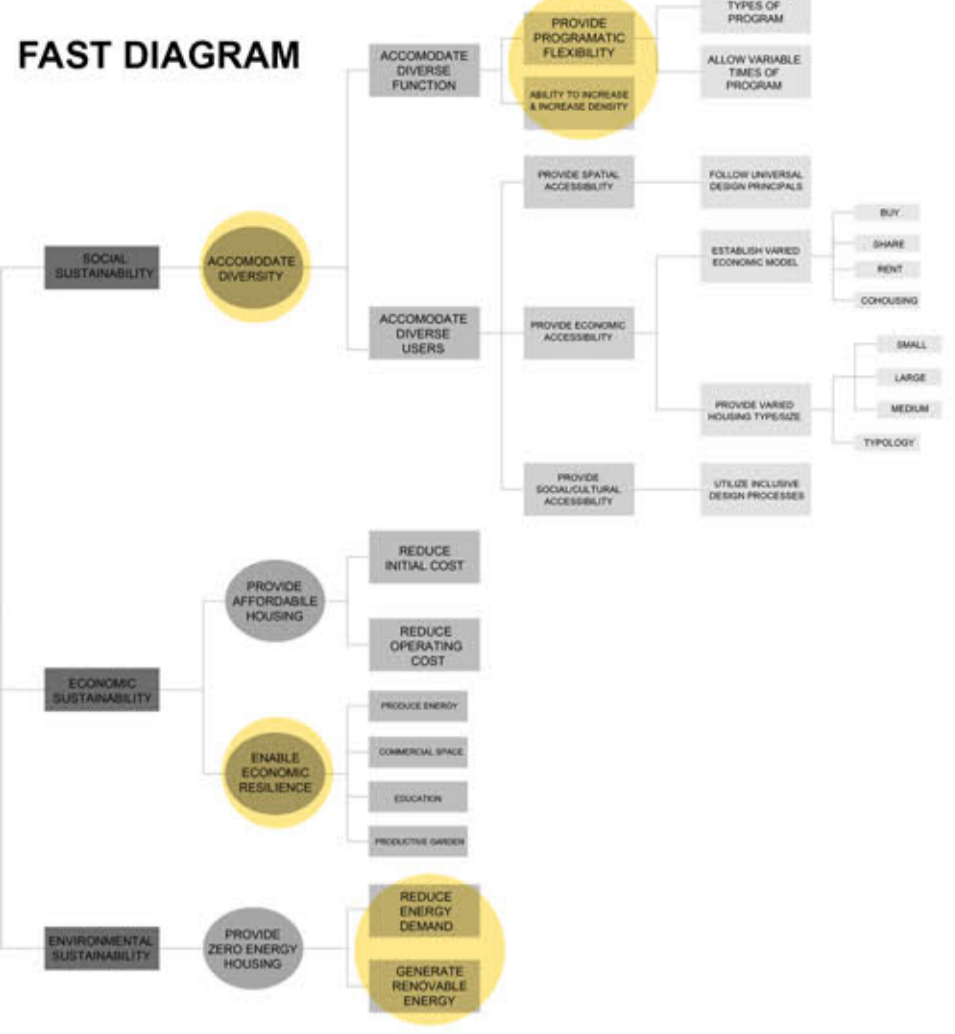 FAST DIAGRAM
TYPES OF
PROGRAM
PROVIDE
PROGRAMATIC
FLEXIBILITY
ACCOMODATE
DIVERSE
FUNCTION
ALLOW VARIABLE
TIMES OF
PROGRAM
ABILITY TO INCREASE
& INCREASE DENSITY
PROVIDE SPATIAL
ACCESSIBILITY
FOLLOW UNIVERSAL
DESIGN PRINCIPALS
SOCIAL
SUSTAINABILITY
ACCOMODATE
DIVERSITY
ESTABLISH VARIED
ECONOMIC MODEL
BUY
SHARE
RENT
COHOUSING
ACCOMODATE
DIVERSE
USERS
PROVIDE ECONOMIC
ACCESSIBILITY
PROVIDE VARIED
HOUSING TYPE/SIZE
SMALL
LARGE
MEDIUM
TYPOLOGY
PROVIDE
SOCIAL/CULTURAL
ACCESSIBILITY
UTILIZE INCLUSIVE
DESIGN PROCESSES
ECONOMIC
SUSTAINABILITY
PROVIDE
AFFORDABILE
HOUSING
REDUCE
INITIAL COST
REDUCE
OPERATING
COST
ENABLE
ECONOMIC
RESILIENCE
PRODUCE ENERGY
COMMERCIAL SPACE
EDUCATION
PRODUCTIVE GARDEN
ENVIRONMENTAL
SUSTAINABILITY
PROVIDE
ZERO ENERGY
HOUSING
REDUCE
ENERGY
DEMAND
GENERATE
RENOVABLE
ENERGY